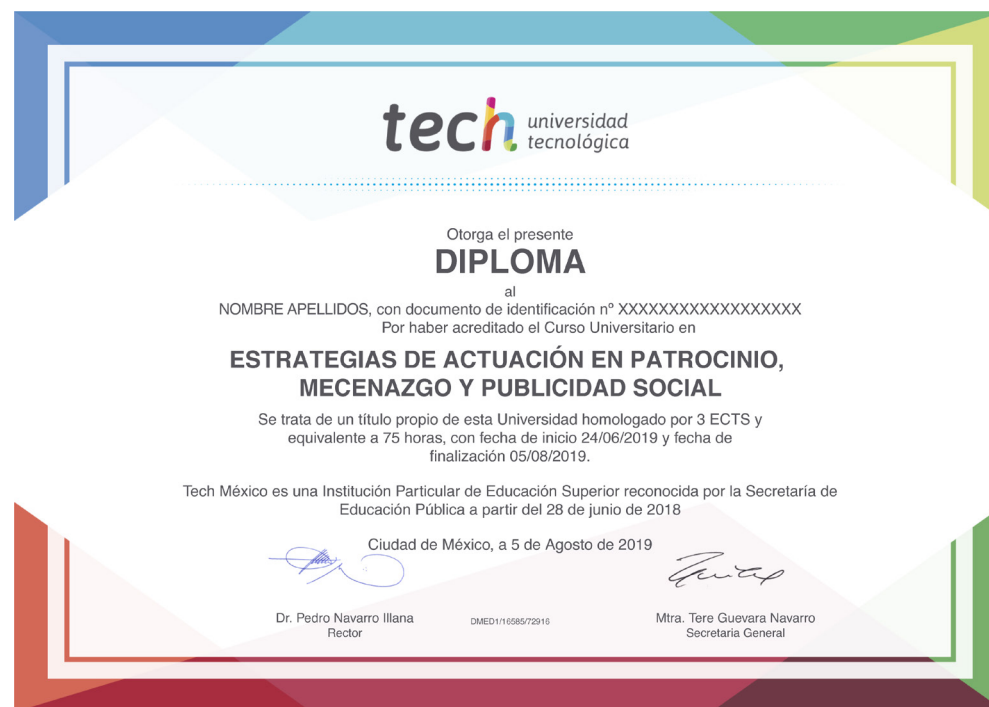 tech universidad
tecnológica
Otorga el presente
DIPLOMA
al
NOMBRE APELLIDOS, con documento de identificación nº XXXXXXXXXXXXXXXXXX
Por haber acreditado el Curso Universitario en
ESTRATEGIAS DE ACTUACIÓN EN PATROCINIO,
MECENAZGO Y PUBLICIDAD SOCIAL
Se trata de un título propio de esta Universidad homologado por 3 ECTS y
equivalente a 75 horas, con fecha de inicio 24/06/2019 y fecha de
finalización 05/08/2019.
Tech México es una Institución Particular de Educación Superior reconocida por la Secretaría de
Educación Pública a partir del 28 de junio de 2018
Ciudad de México, a 5 de Agosto de 2019
Dr. Pedro Navarro Illana
Rector
DMED1/16585/72916
Mtra. Tere Guevara Navarro
Secretaria General